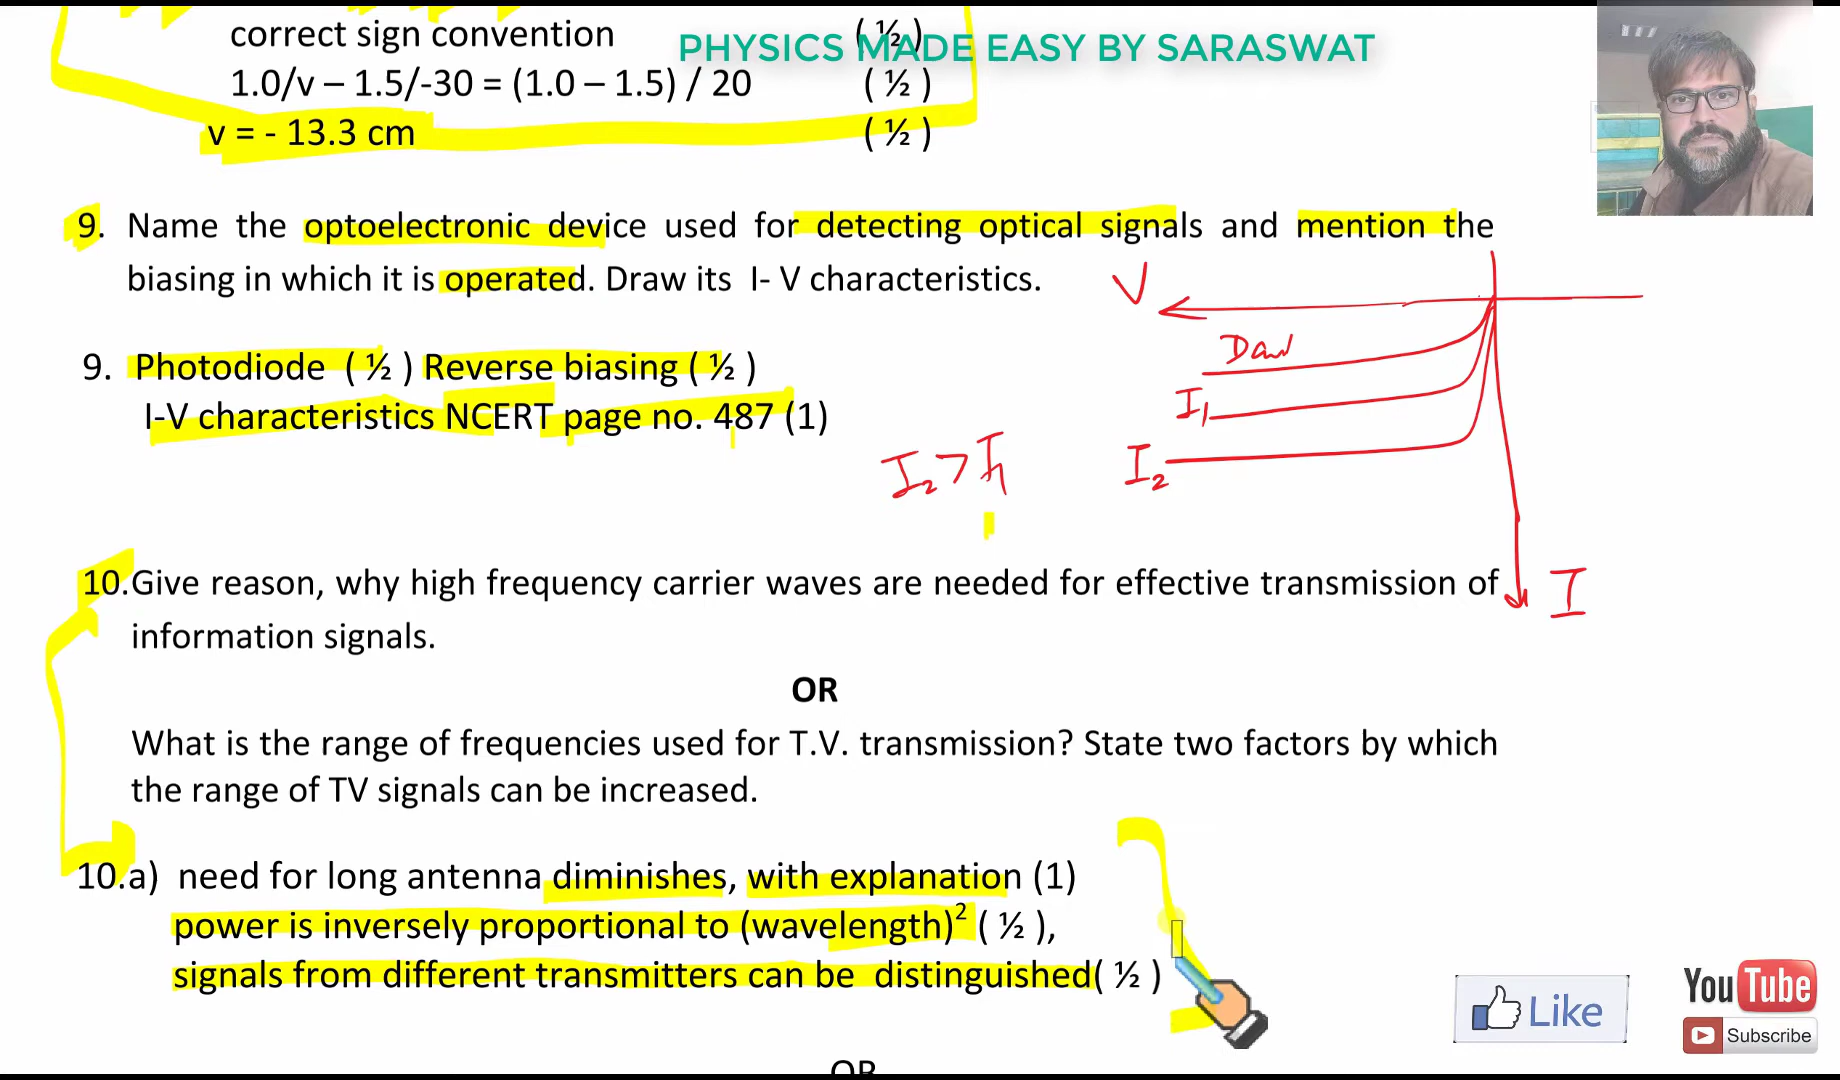 correct sign convention ( ½ )
PHYSICS MADE EASY BY SARASWAT
1.0/v – 1.5/-30 = (1.0 – 1.5) / 20 ( ½ )
v = - 13.3 cm ( ½ )
9. Name the optoelectronic device used for detecting optical signals and mention the
biasing in which it is operated. Draw its I- V characteristics.
V
9. Photodiode ( ½ ) Reverse biasing ( ½ )
I-V characteristics NCERT page no. 487 (1)
I₁
I₂
I₂ > I₁
I
10.Give reason, why high frequency carrier waves are needed for effective transmission of
information signals.
OR
What is the range of frequencies used for T.V. transmission? State two factors by which
the range of TV signals can be increased.
10.a) need for long antenna diminishes, with explanation (1)
power is inversely proportional to (wavelength)² ( ½ ),
signals from different transmitters can be distinguished( ½ )
Like
YouTube
Subscribe
OR